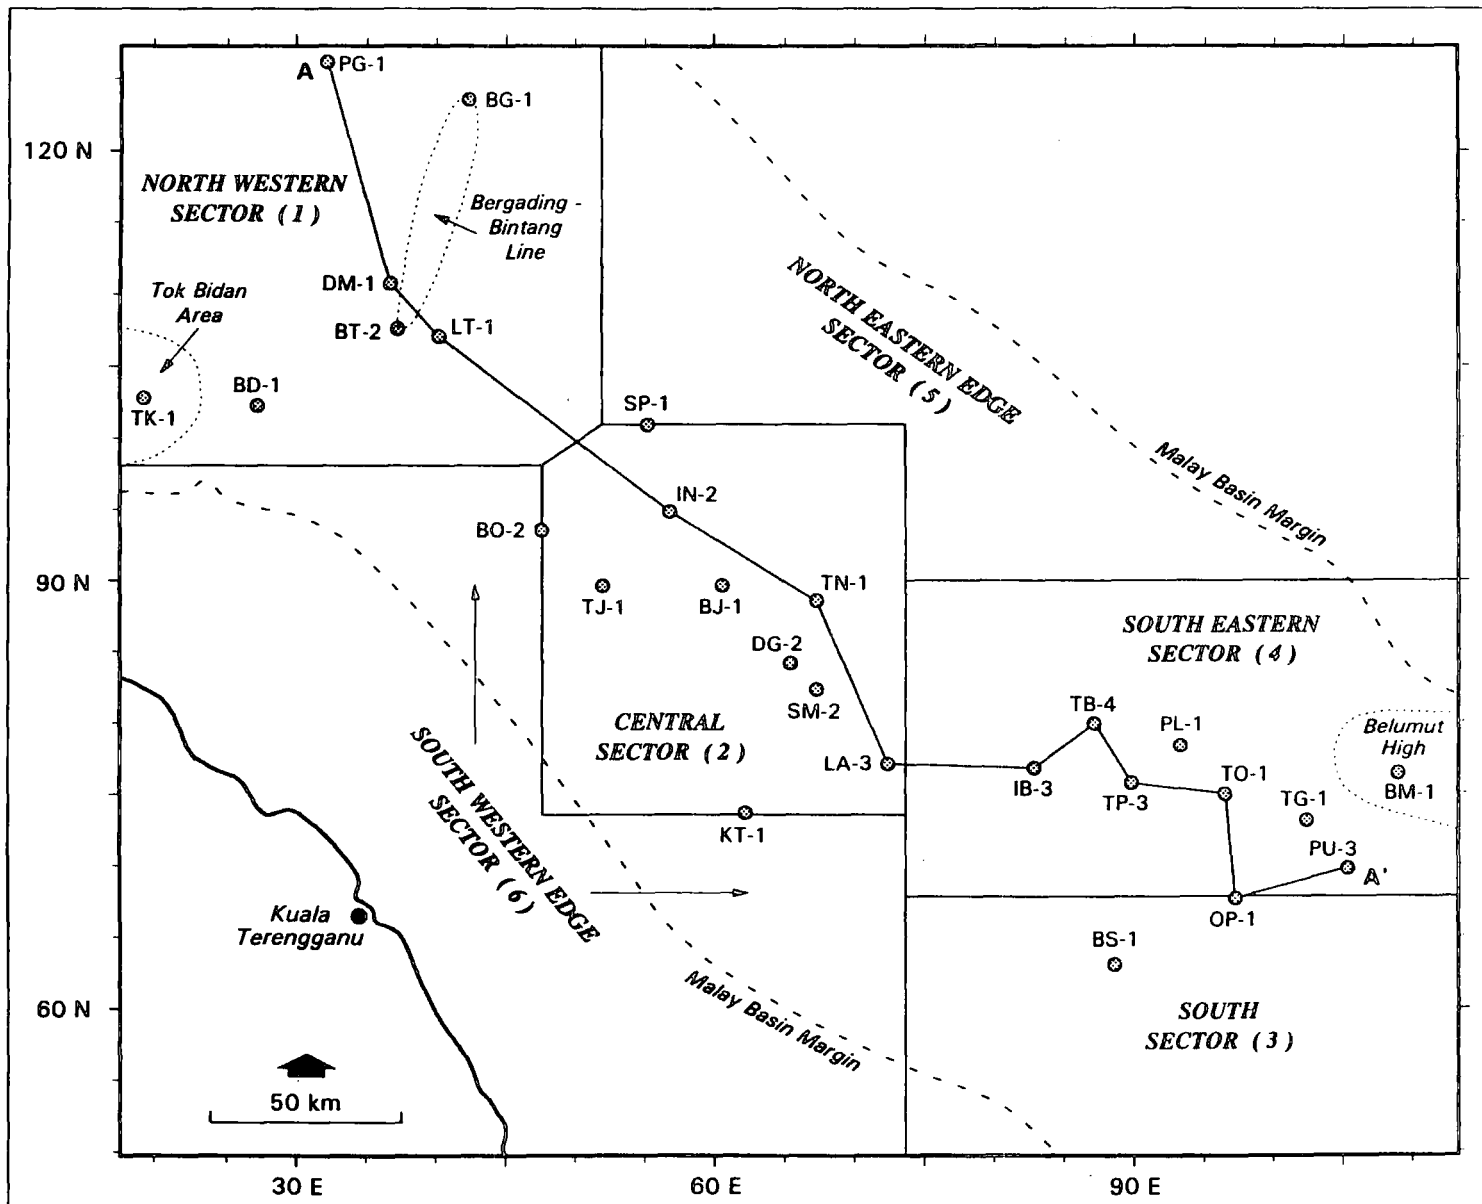 A
PG-1
BG-1
120 N
NORTH WESTERN
SECTOR (1)
Bergading -
Bintang
Line
NORTH EASTERN EDGE
SECTOR (5)
DM-1
Tok Bidan
Area
BT-2
LT-1
BD-1
TK-1
SP-1
Malay Basin Margin
IN-2
BO-2
90 N
TJ-1
BJ-1
TN-1
SOUTH EASTERN
SECTOR (4)
DG-2
SM-2
CENTRAL
SECTOR (2)
TB-4
PL-1
Belumut
High
LA-3
IB-3
TP-3
TO-1
TG-1
BM-1
SOUTH WESTERN EDGE
SECTOR (6)
KT-1
PU-3
A'
Kuala
Terengganu
OP-1
BS-1
Malay Basin Margin
60 N
SOUTH
SECTOR (3)
50 km
30 E
60 E
90 E